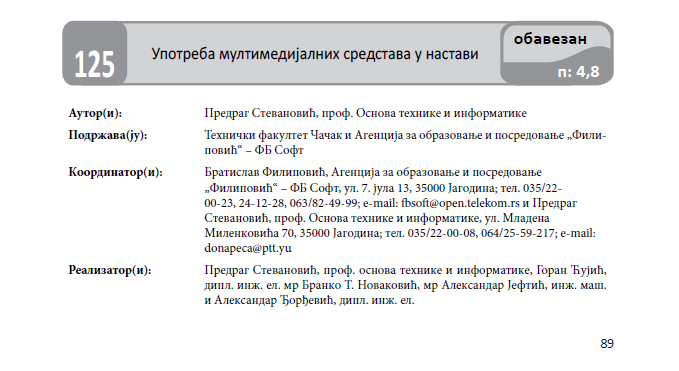 125
Употреба мултимедијалних средстава у настави
обавезан
п: 4,8
Аутор(и): Предраг Стевановић, проф. Основа технике и информатике
Подржава(ју): Технички факултет Чачак и Агенција за образовање и посредовање „Фили-
повић“ – ФБ Софт
Координатор(и): Братислав Филиповић, Агенција за образовање и посредовање
„Филиповић“ – ФБ Софт, ул. 7. јула 13, 35000 Јагодина; тел. 035/22-
00-23, 24-12-28, 063/82-49-99; e-mail: fbsoft@open.telekom.rs и Предраг
Стевановић, проф. Основа технике и информатике, ул. Младена
Миленковића 70, 35000 Јагодина; тел. 035/22-00-08, 064/25-59-217; e-mail:
donapeca@ptt.yu
Реализатор(и): Предраг Стевановић, проф. основа технике и информатике, Горан Ћујић,
дипл. инж. ел. мр Бранко Т. Новаковић, мр Александар Јефтић, инж. маш.
и Александар Ђорђевић, дипл. инж. ел.
89